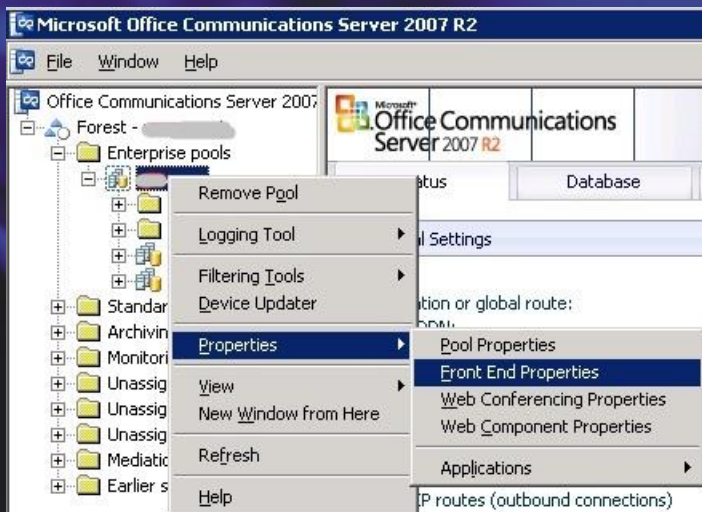 Microsoft Office Communications Server 2007 R2
File Window Help
Office Communications Server 2007
Forest -
Enterprise pools
Standar
Archivin
Monitori
Unassig
Unassig
Unassig
Mediatio
Earlier s
Remove Pool
Logging Tool
Filtering Tools
Device Updater
Properties
View
New Window from Here
Refresh
Help
Pool Properties
Front End Properties
Web Conferencing Properties
Web Component Properties
Applications
Microsoft
Office Communications
Server 2007 R2
atus Database
l Settings
tion or global route:
IP routes (outbound connections)